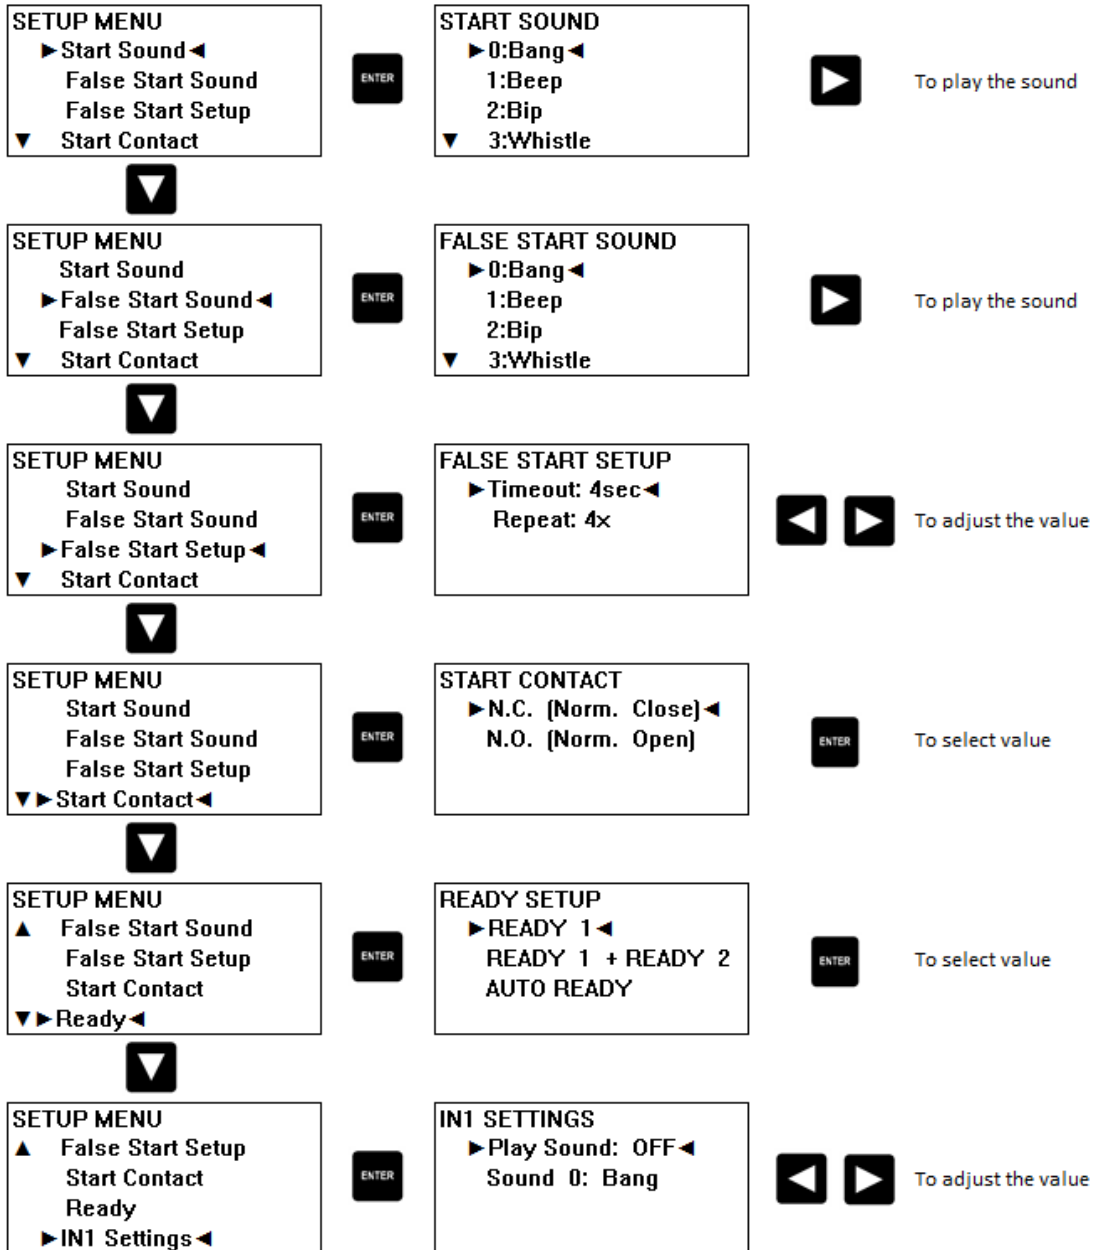 SETUP MENU
►Start Sound◄
False Start Sound
False Start Setup
▼ Start Contact
ENTER
START SOUND
►0:Bang◄
1:Beep
2:Bip
▼ 3:Whistle
To play the sound
SETUP MENU
Start Sound
►False Start Sound◄
False Start Setup
▼ Start Contact
ENTER
FALSE START SOUND
►0:Bang◄
1:Beep
2:Bip
▼ 3:Whistle
To play the sound
SETUP MENU
Start Sound
False Start Sound
►False Start Setup◄
▼ Start Contact
ENTER
FALSE START SETUP
►Timeout: 4sec◄
Repeat: 4x
To adjust the value
SETUP MENU
Start Sound
False Start Sound
False Start Setup
▼►Start Contact◄
ENTER
START CONTACT
►N.C. (Norm. Close)◄
N.O. (Norm. Open)
ENTER
To select value
SETUP MENU
▲ False Start Sound
False Start Setup
Start Contact
▼►Ready◄
ENTER
READY SETUP
►READY 1◄
READY 1 + READY 2
AUTO READY
ENTER
To select value
SETUP MENU
▲ False Start Setup
Start Contact
Ready
►IN1 Settings◄
ENTER
IN1 SETTINGS
►Play Sound: OFF◄
Sound 0: Bang
To adjust the value